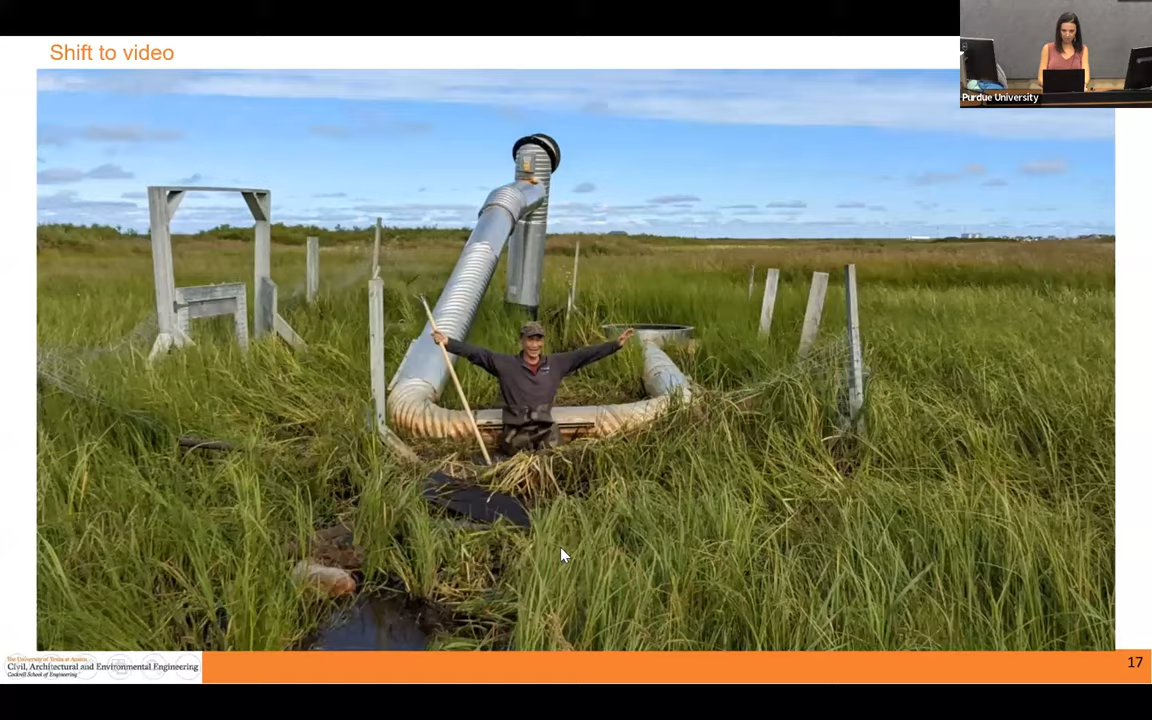 Shift to video
Purdue University
The University of Texas at Austin
Civil, Architectural and Environmental Engineering
Cockrell School of Engineering
17